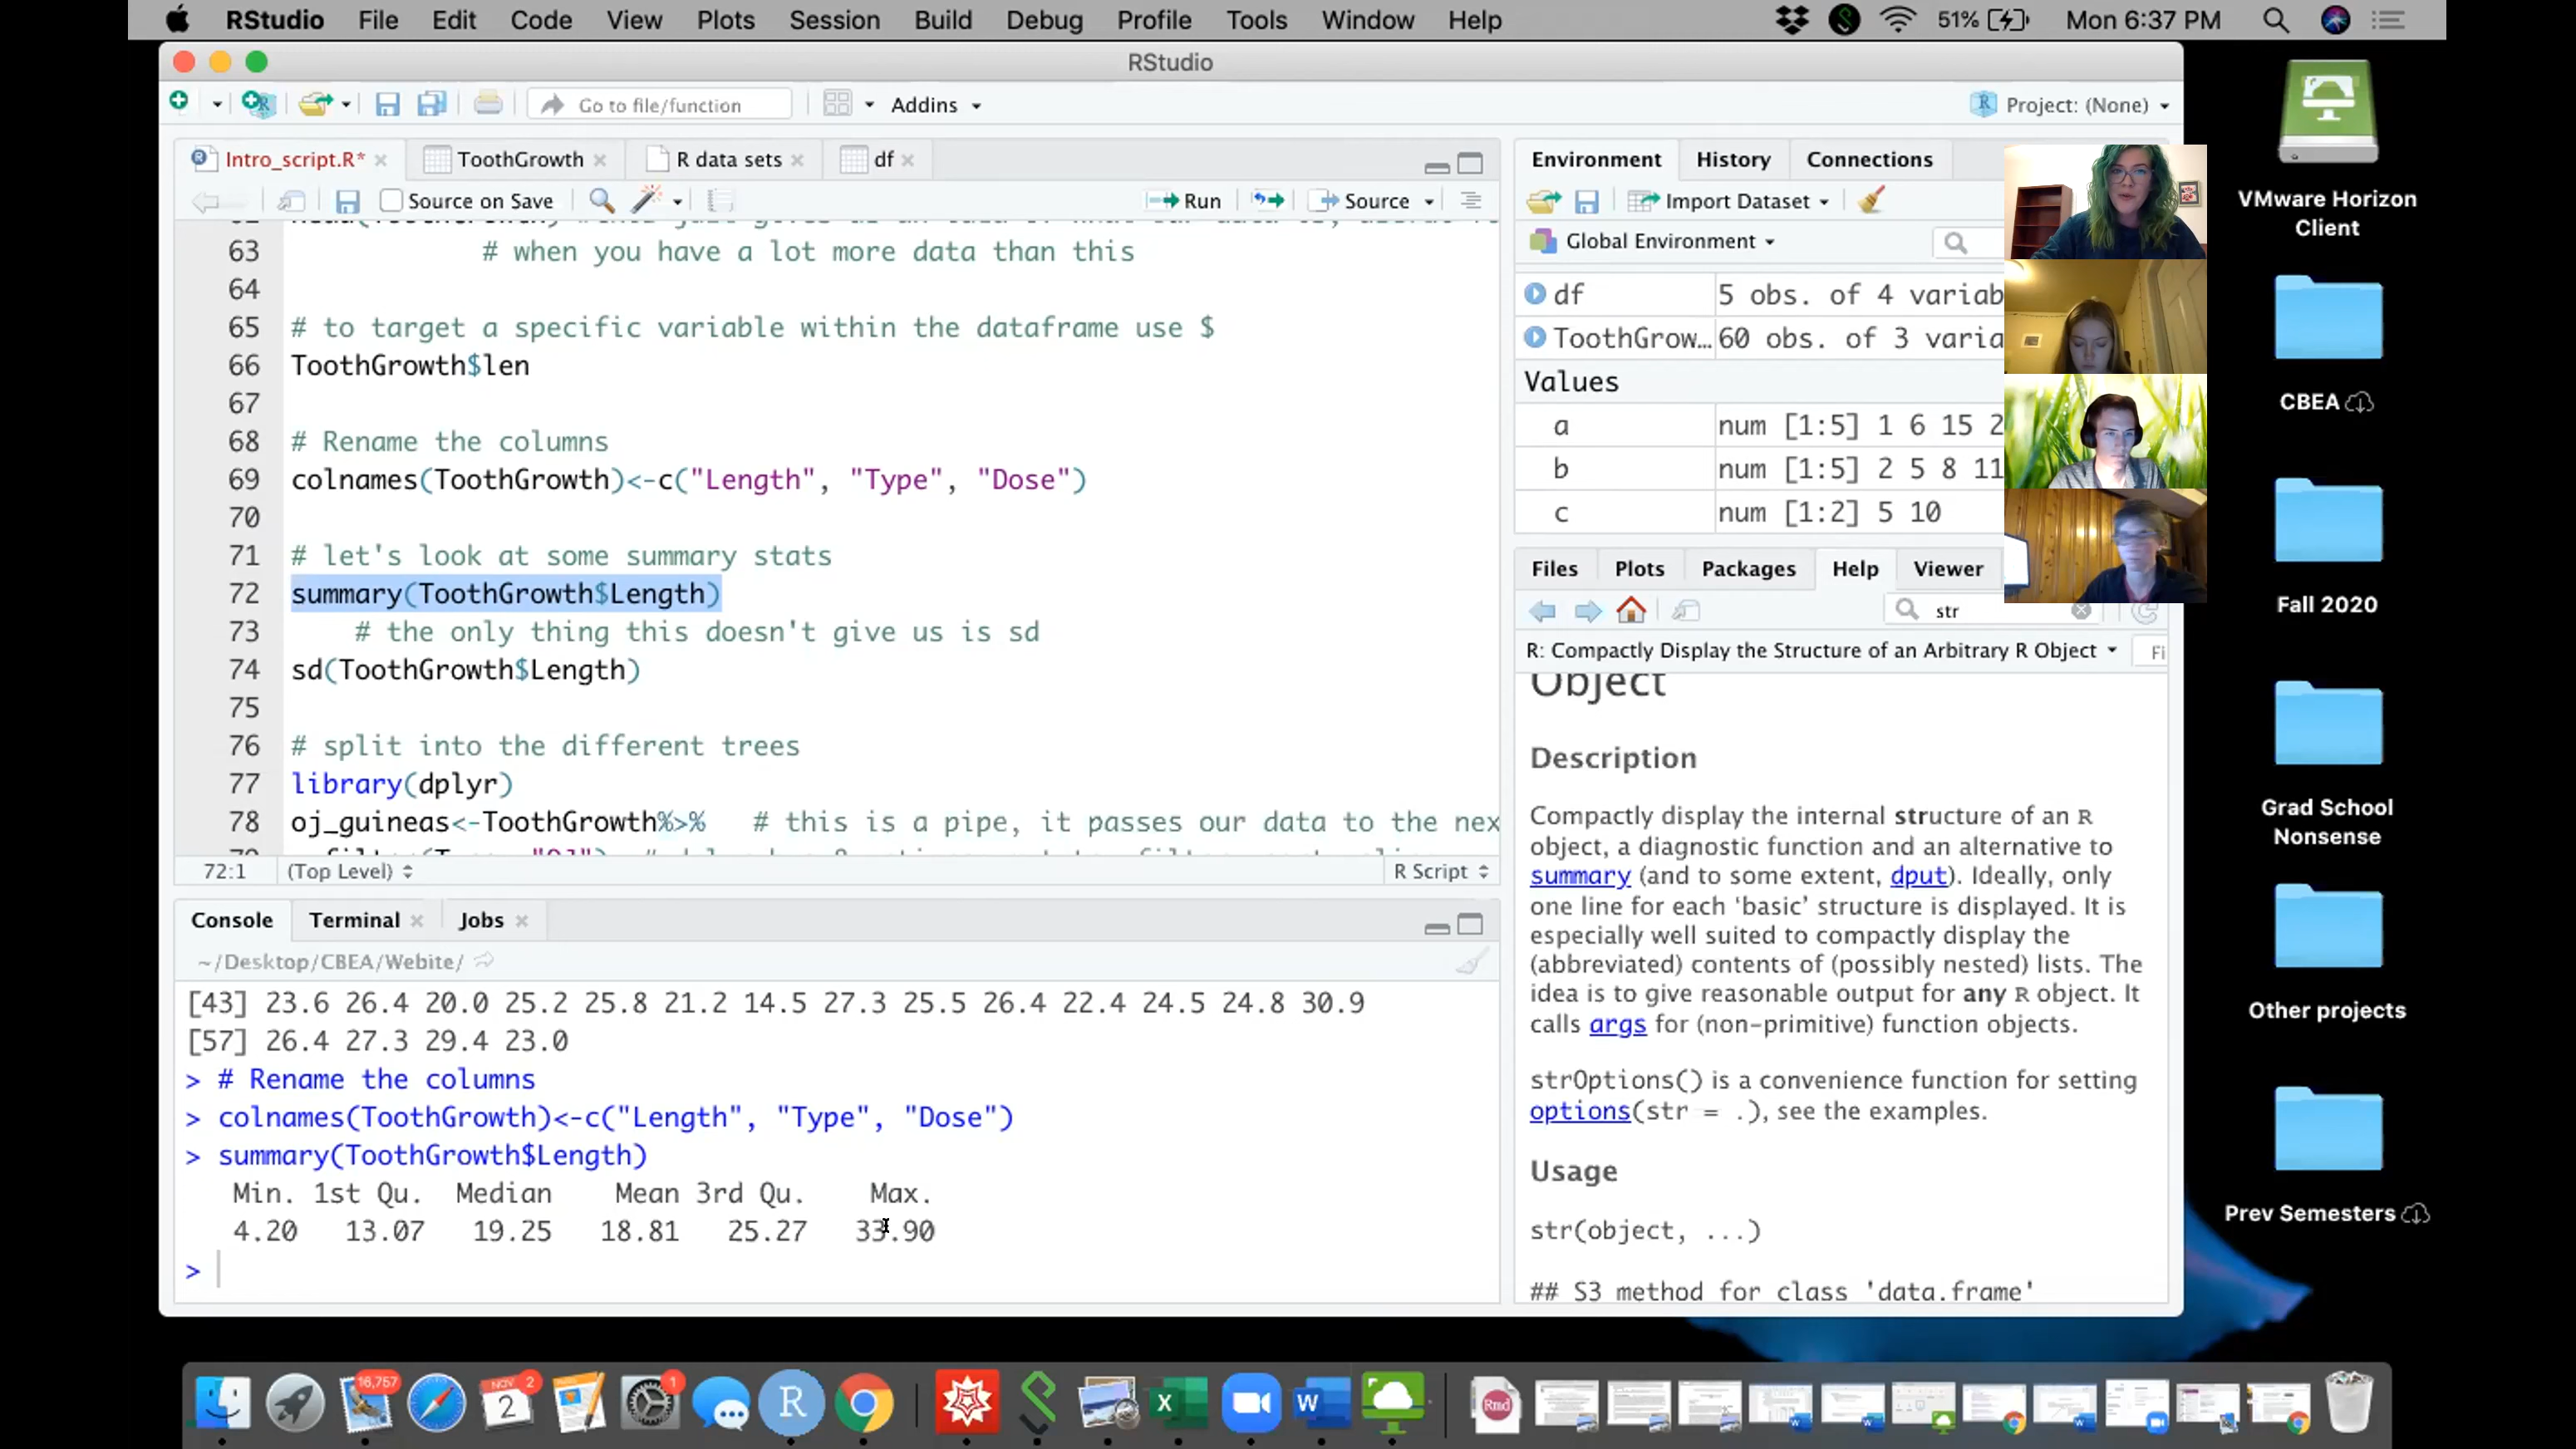 RStudio File Edit Code View Plots Session Build Debug Profile Tools Window Help 51% Mon 6:37 PM
RStudio
Go to file/function Addins Project: (None)
Intro_script.R* ToothGrowth R data sets df
Source on Save Run Source
63 # when you have a lot more data than this
64
65 # to target a specific variable within the dataframe use $
66 ToothGrowth$len
67
68 # Rename the columns
69 colnames(ToothGrowth)<-c("Length", "Type", "Dose")
70
71 # let's look at some summary stats
72 summary(ToothGrowth$Length)
73 # the only thing this doesn't give us is sd
74 sd(ToothGrowth$Length)
75
76 # split into the different trees
77 library(dplyr)
78 oj_guineas<-ToothGrowth%>% # this is a pipe, it passes our data to the nex
72:1 (Top Level) R Script
Console Terminal Jobs
~/Desktop/CBEA/Webite/
[43] 23.6 26.4 20.0 25.2 25.8 21.2 14.5 27.3 25.5 26.4 22.4 24.5 24.8 30.9
[57] 26.4 27.3 29.4 23.0
> # Rename the columns
> colnames(ToothGrowth)<-c("Length", "Type", "Dose")
> summary(ToothGrowth$Length)
Min. 1st Qu. Median Mean 3rd Qu. Max.
4.20 13.07 19.25 18.81 25.27 33.90
>
Environment History Connections
Import Dataset
Global Environment
df 5 obs. of 4 variab
ToothGrow… 60 obs. of 3 varia
Values
a num [1:5] 1 6 15 2
b num [1:5] 2 5 8 11
c num [1:2] 5 10
Files Plots Packages Help Viewer
str
R: Compactly Display the Structure of an Arbitrary R Object Fi
Object
Description
Compactly display the internal structure of an R
object, a diagnostic function and an alternative to
summary (and to some extent, dput). Ideally, only
one line for each ‘basic’ structure is displayed. It is
especially well suited to compactly display the
(abbreviated) contents of (possibly nested) lists. The
idea is to give reasonable output for any R object. It
calls args for (non-primitive) function objects.
strOptions() is a convenience function for setting
options(str = .), see the examples.
Usage
str(object, ...)
## S3 method for class 'data.frame'
VMware Horizon
Client
CBEA
Fall 2020
Grad School
Nonsense
Other projects
Prev Semesters
16,757
NOV 2
2
1
R
X
W
Rmd